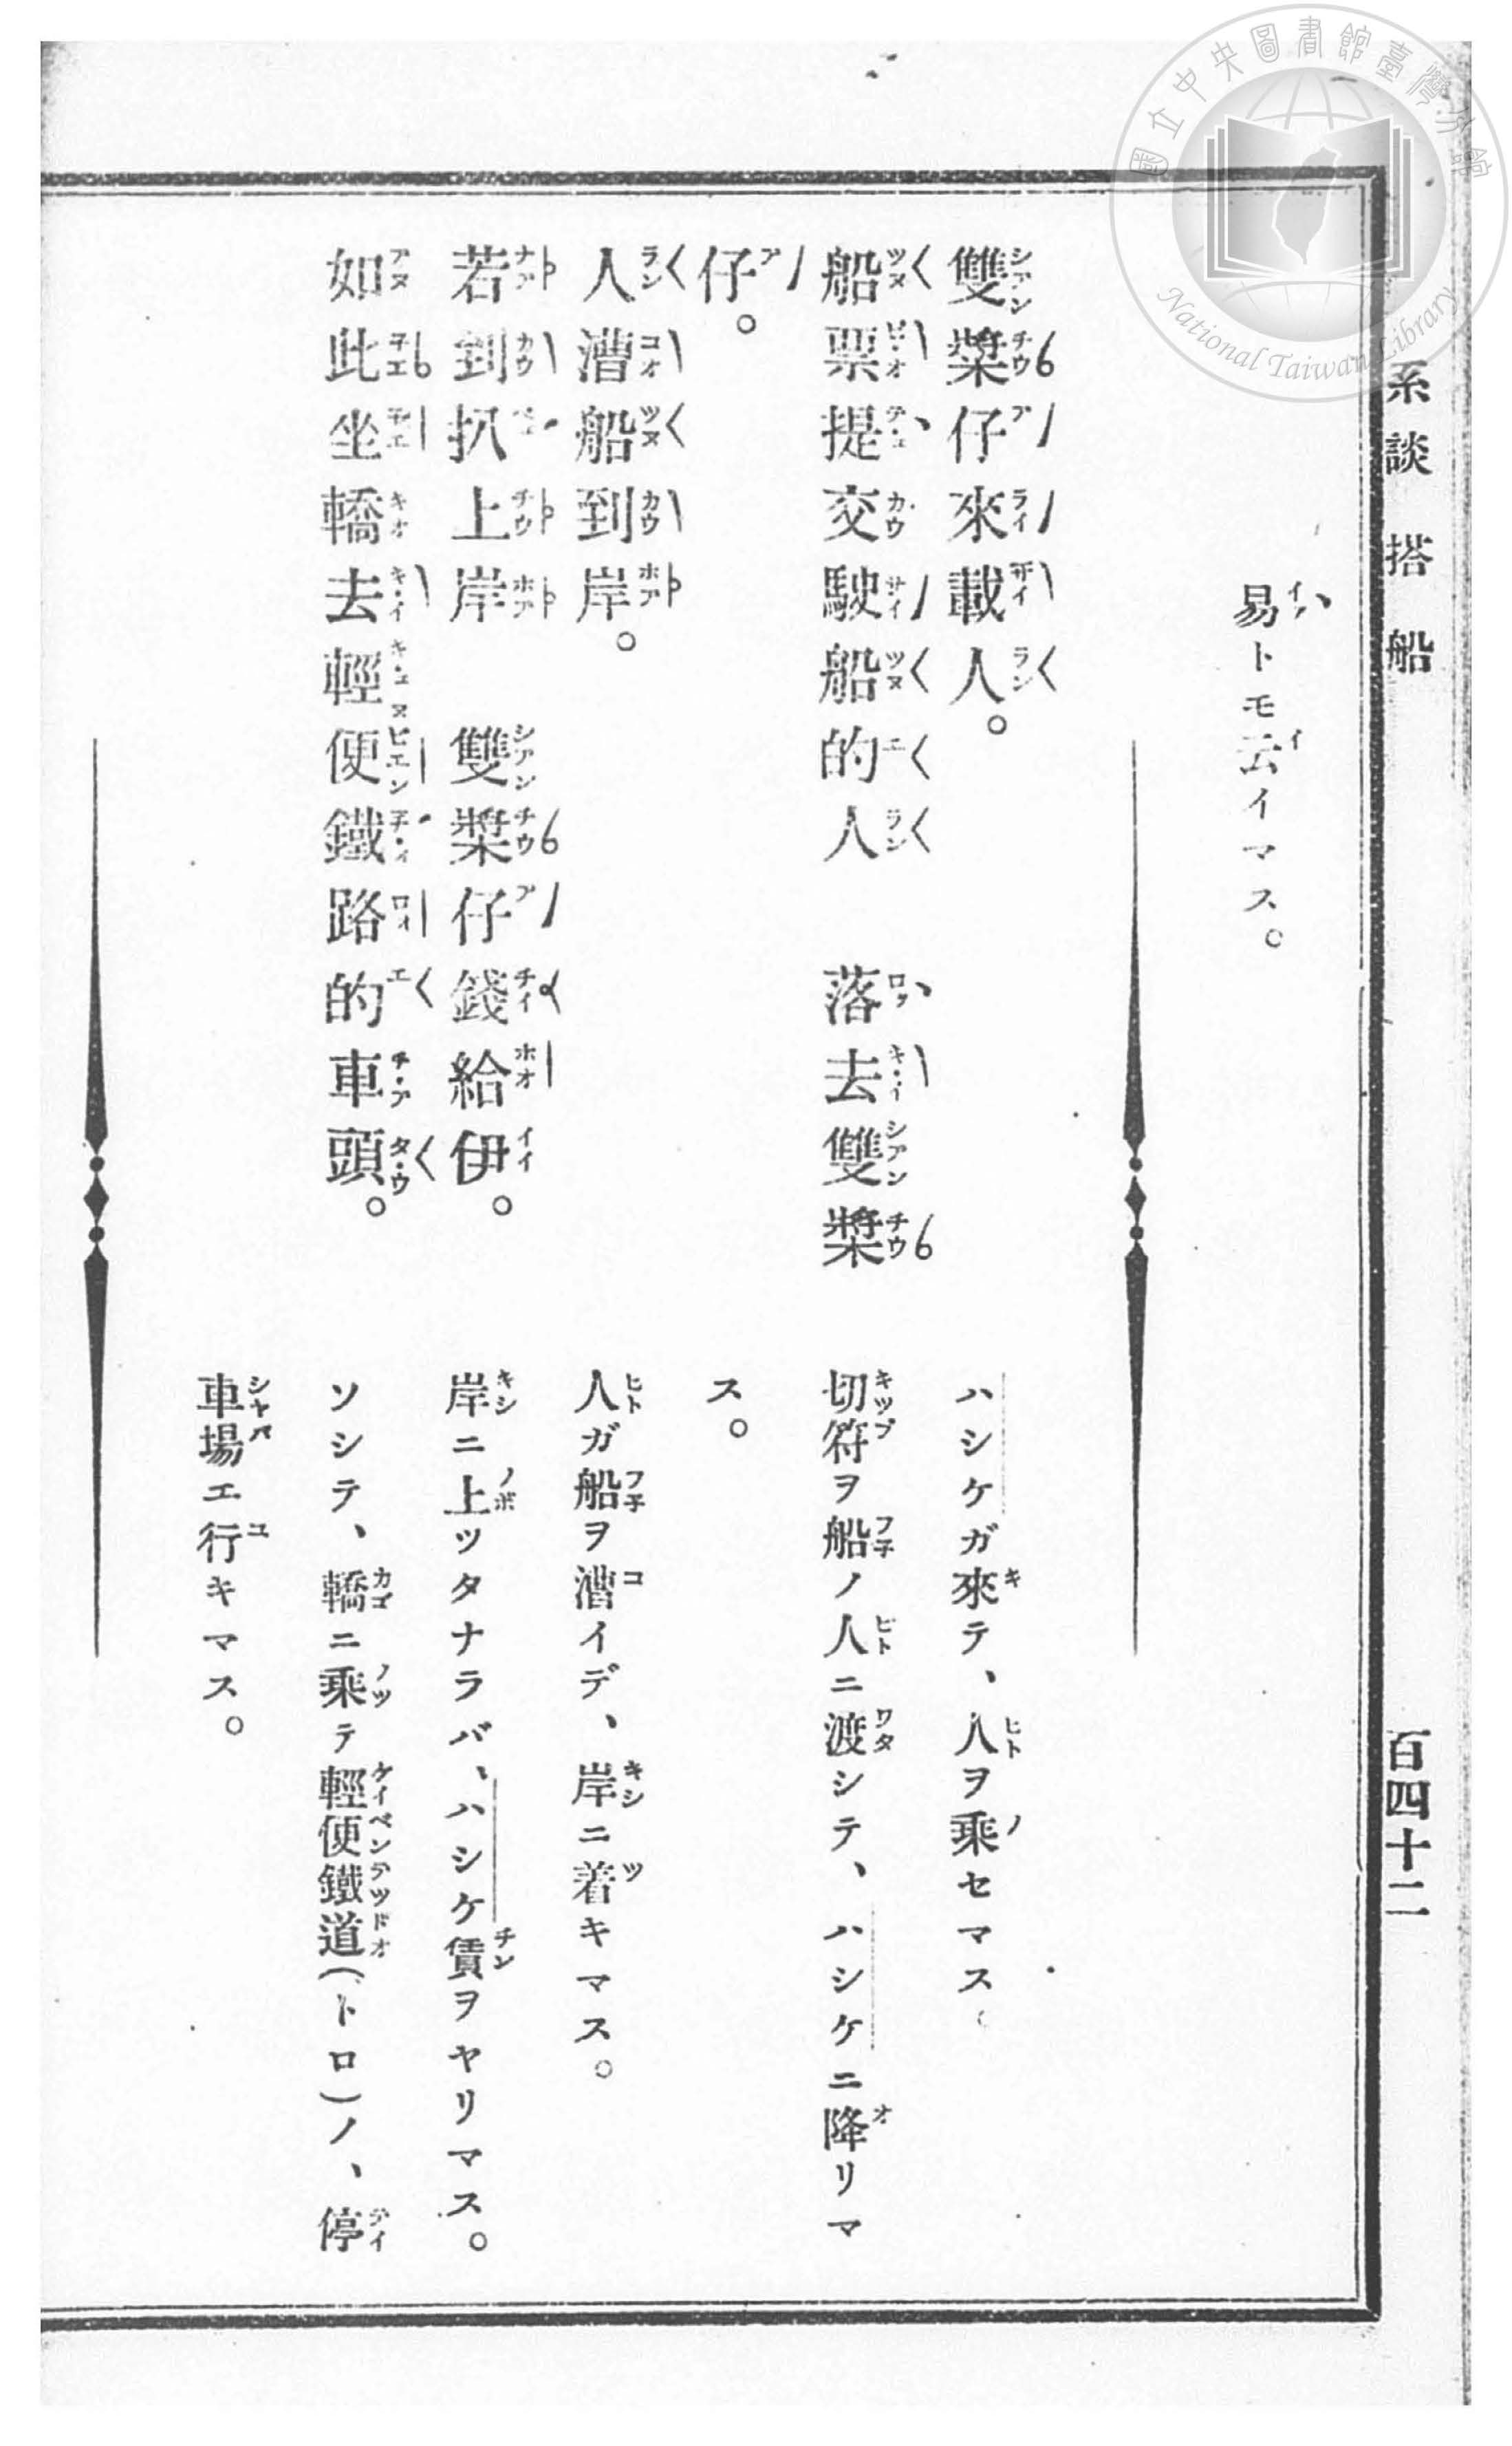 國立中央圖書館臺灣分館
National Taiwan Library
系談 搭船
百四十二
易トモ云イマス。
雙槳仔來載人。
ハシケガ來テ、人ヲ乘セマス
船票提交駛船的人 落去雙槳
仔。
切符ヲ船ノ人ニ渡シテ、ハシケニ降リマ
ス。
人漕船到岸。
人ガ船ヲ漕イデ、岸ニ着キマス。
若到扒上岸 雙槳仔錢給伊。
岸ニ上ッタナラバ、ハシケ賃ヲヤリマス。
如此坐轎去輕便鐵路的車頭。
ソシテ、轎ニ乘テ輕便鐵道(トロ)ノ、停
車場エ行キマス。